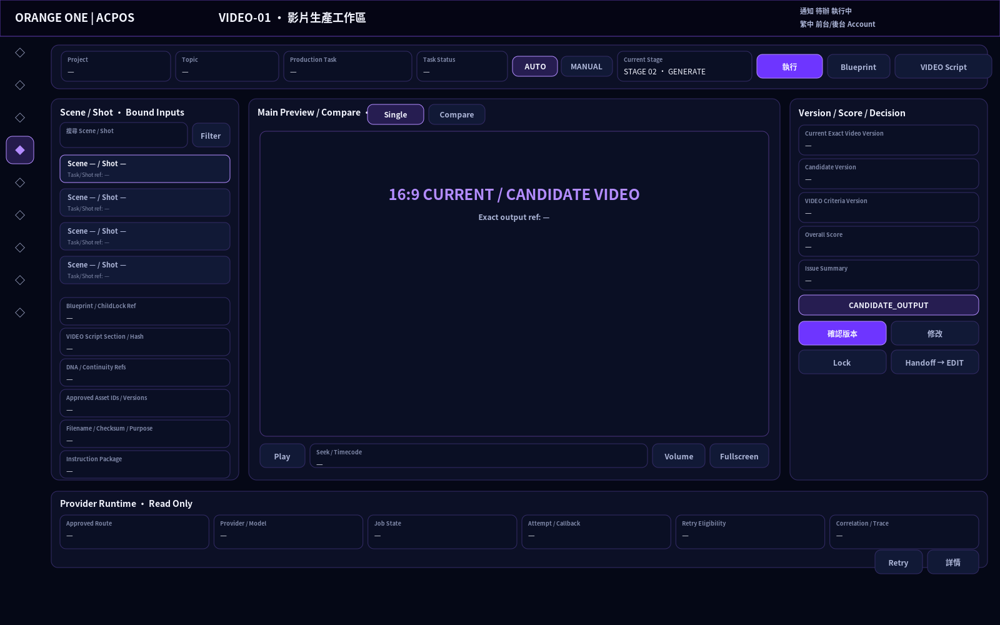 ORANGE ONE | ACPOS
VIDEO-01 · 影片生產工作區
通知 待辦 執行中
繁中 前台/後台 Account
Project
—
Topic
—
Production Task
—
Task Status
—
AUTO
MANUAL
Current Stage
STAGE 02 · GENERATE
執行
Blueprint
VIDEO Script
Scene / Shot · Bound Inputs
搜尋 Scene / Shot
Filter
Scene — / Shot —
Task/Shot ref: —
Scene — / Shot —
Task/Shot ref: —
Scene — / Shot —
Task/Shot ref: —
Scene — / Shot —
Task/Shot ref: —
Blueprint / ChildLock Ref
—
VIDEO Script Section / Hash
—
DNA / Continuity Refs
—
Approved Asset IDs / Versions
—
Filename / Checksum / Purpose
—
Instruction Package
—
Main Preview / Compare ·
Single
Compare
16:9 CURRENT / CANDIDATE VIDEO
Exact output ref: —
Play
Seek / Timecode
—
Volume
Fullscreen
Version / Score / Decision
Current Exact Video Version
—
Candidate Version
—
VIDEO Criteria Version
—
Overall Score
—
Issue Summary
—
CANDIDATE_OUTPUT
確認版本
修改
Lock
Handoff → EDIT
Provider Runtime · Read Only
Approved Route
—
Provider / Model
—
Job State
—
Attempt / Callback
—
Retry Eligibility
—
Correlation / Trace
—
Retry
詳情